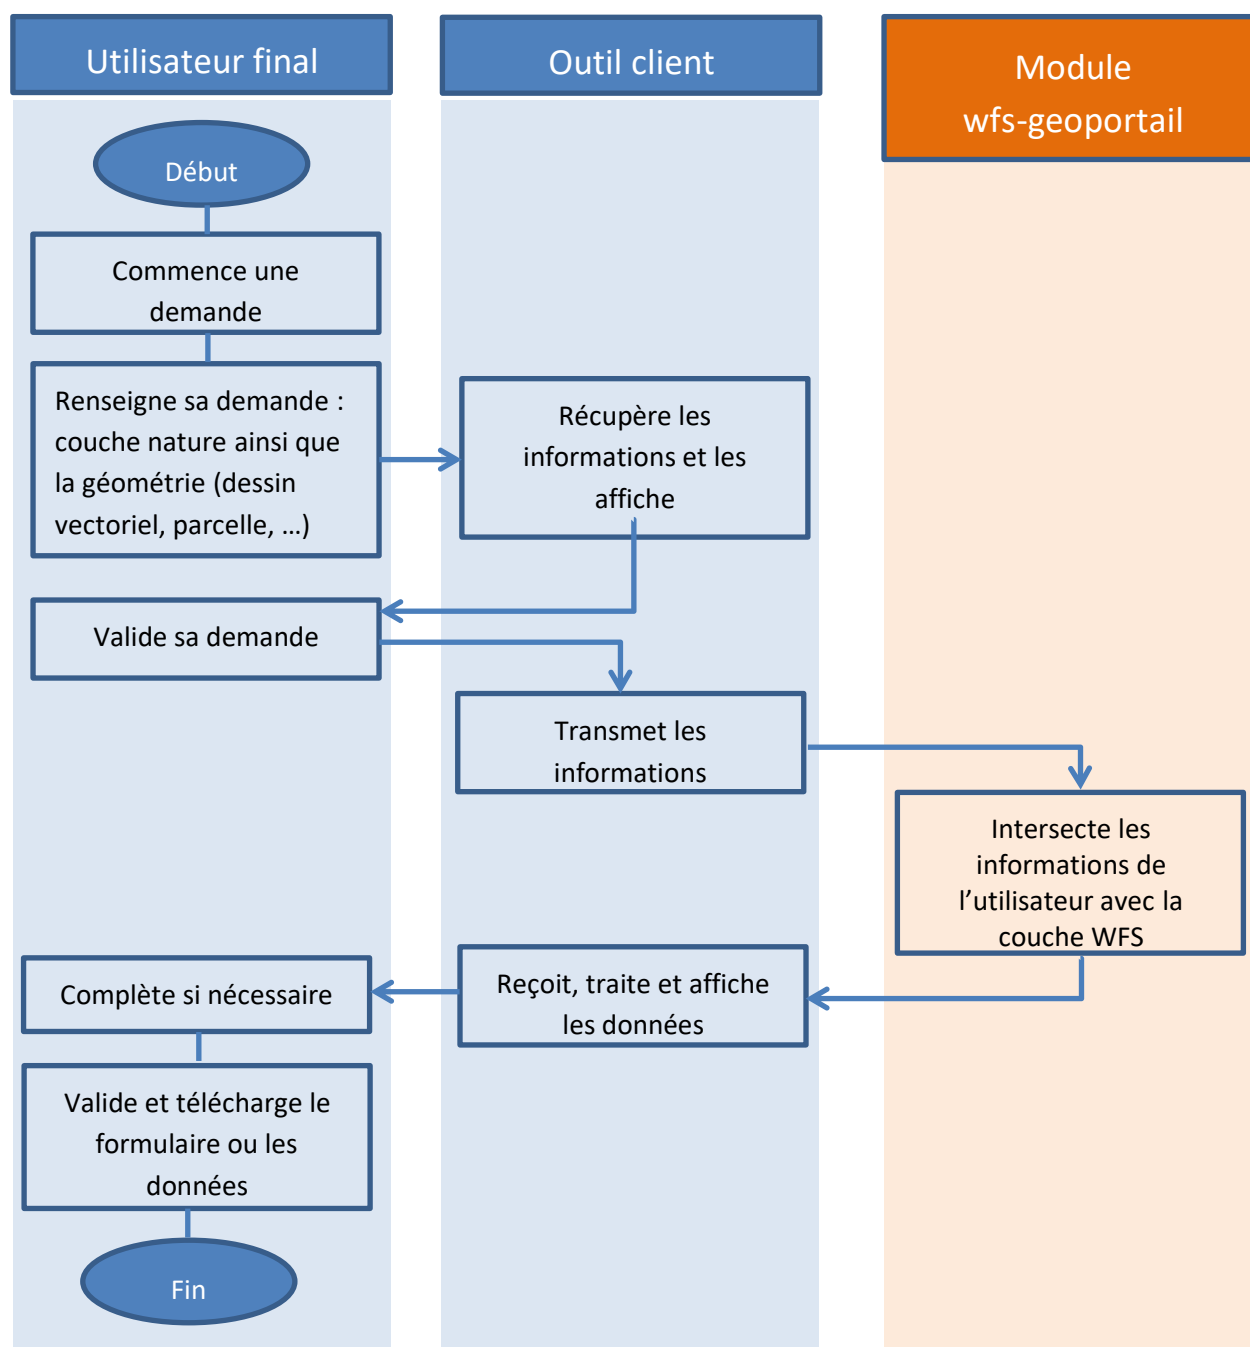 Utilisateur final
Outil client
Module
wfs-geoportail
Début
Commence une
demande
Renseigne sa demande :
couche nature ainsi que
la géométrie (dessin
vectoriel, parcelle, …)
Récupère les
informations et les
affiche
Valide sa demande
Transmet les
informations
Intersecte les
informations de
l’utilisateur avec la
couche WFS
Reçoit, traite et affiche
les données
Complète si nécessaire
Valide et télécharge le
formulaire ou les
données
Fin